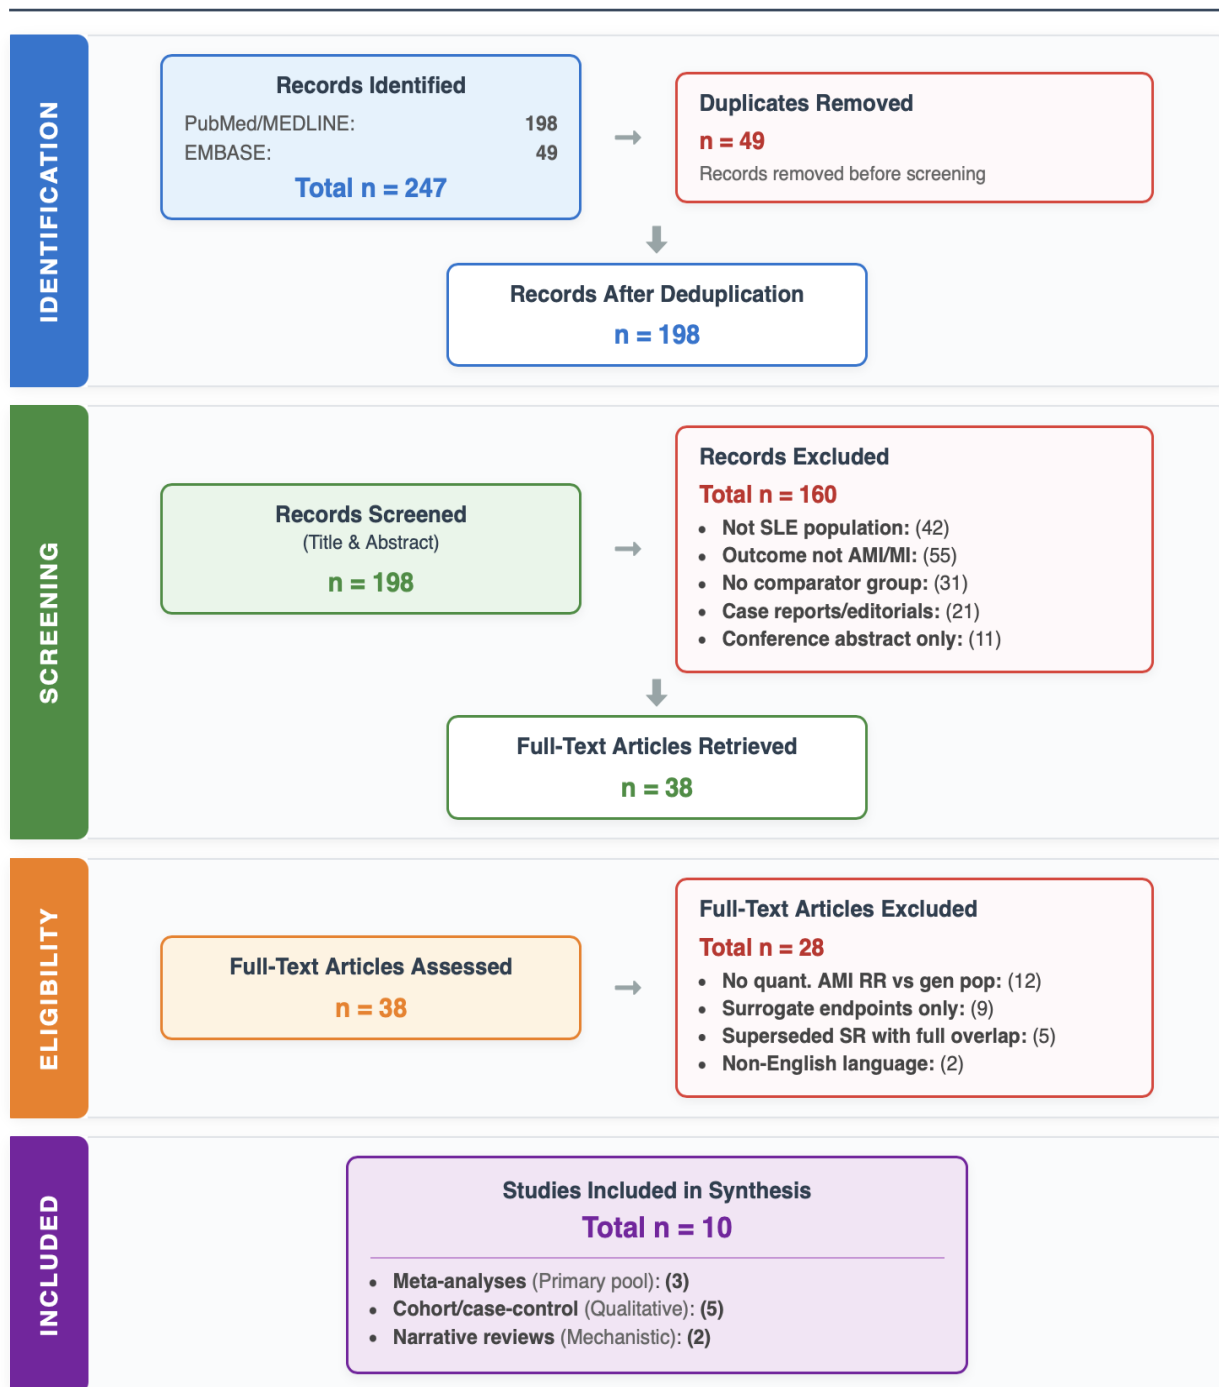 IDENTIFICATION
Records Identified
PubMed/MEDLINE: 198
EMBASE: 49
Total n = 247
→
Duplicates Removed
n = 49
Records removed before screening
Records After Deduplication
n = 198
SCREENING
Records Screened
(Title & Abstract)
n = 198
→
Records Excluded
Total n = 160
• Not SLE population: (42)
• Outcome not AMI/MI: (55)
• No comparator group: (31)
• Case reports/editorials: (21)
• Conference abstract only: (11)
Full-Text Articles Retrieved
n = 38
ELIGIBILITY
Full-Text Articles Assessed
n = 38
→
Full-Text Articles Excluded
Total n = 28
• No quant. AMI RR vs gen pop: (12)
• Surrogate endpoints only: (9)
• Superseded SR with full overlap: (5)
• Non-English language: (2)
INCLUDED
Studies Included in Synthesis
Total n = 10
• Meta-analyses (Primary pool): (3)
• Cohort/case-control (Qualitative): (5)
• Narrative reviews (Mechanistic): (2)